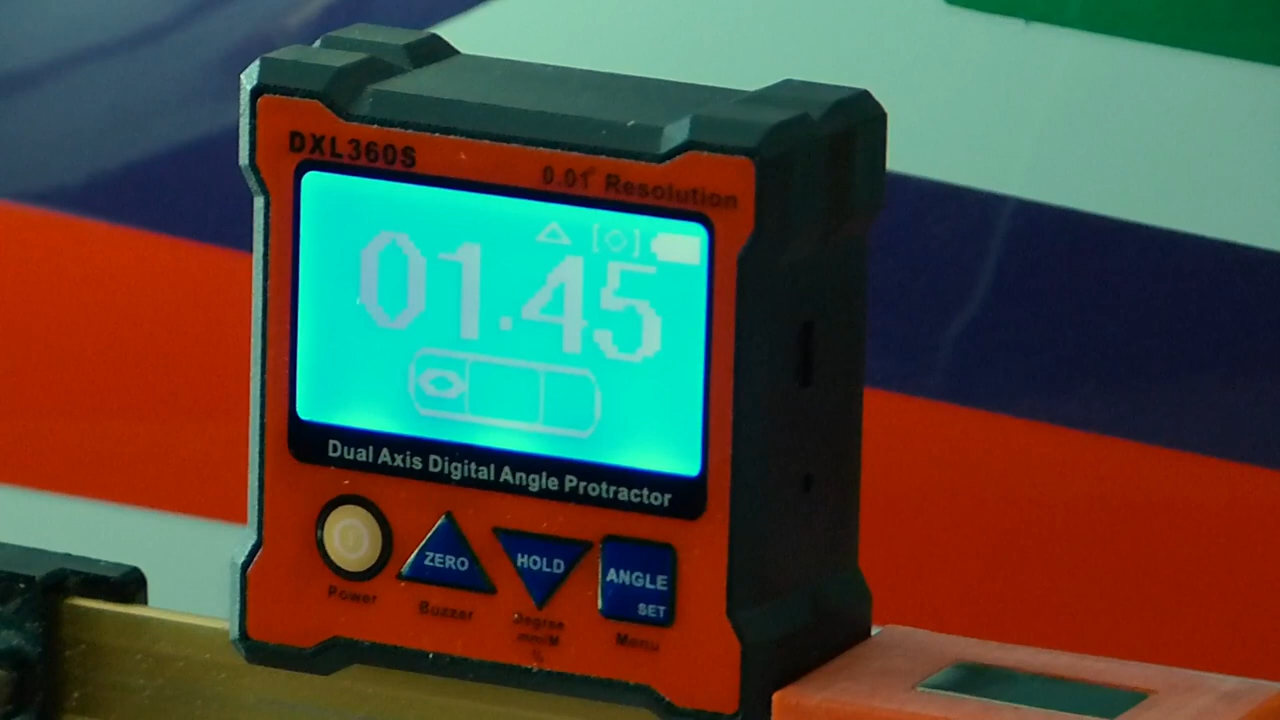 DXL360S
0.01° Resolution
01.45
Dual Axis Digital Angle Protractor
ZERO
HOLD
ANGLE
SET
Power
Buzzer
Degree
mm/M
%
Menu